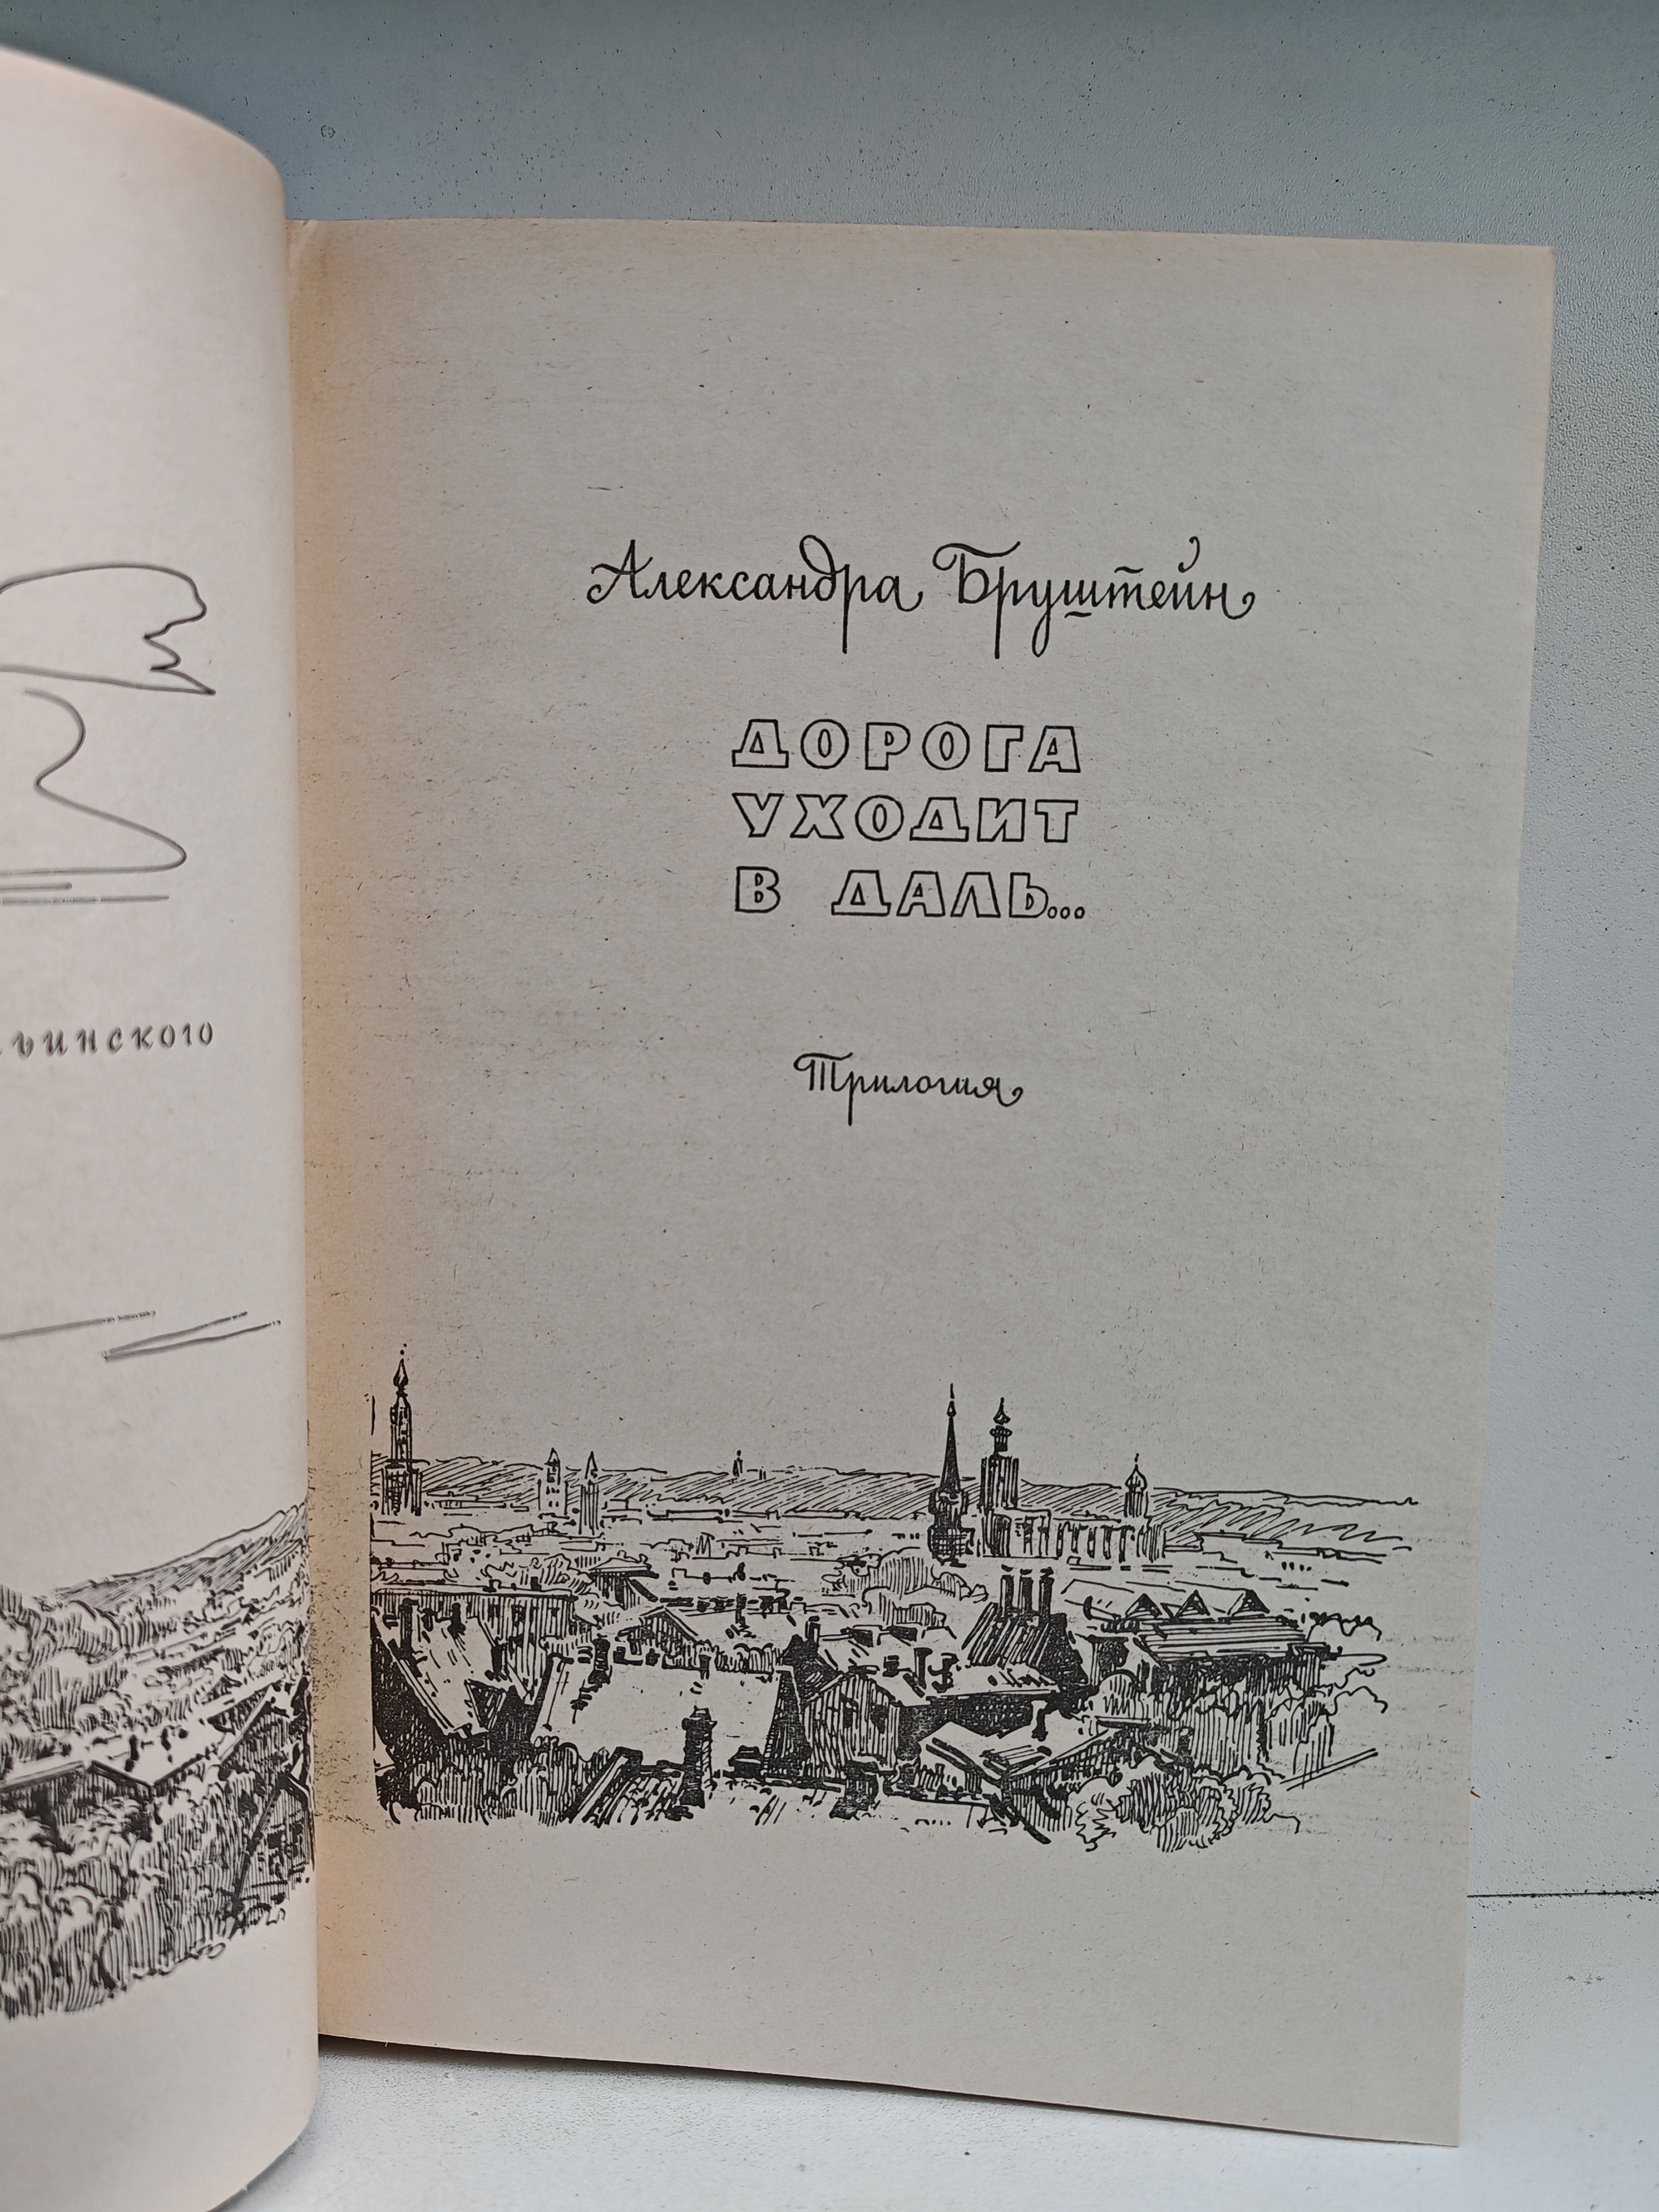 Александра Бруштейн
ДОРОГА
УХОДИТ
В ДАЛЬ...
Трилогия